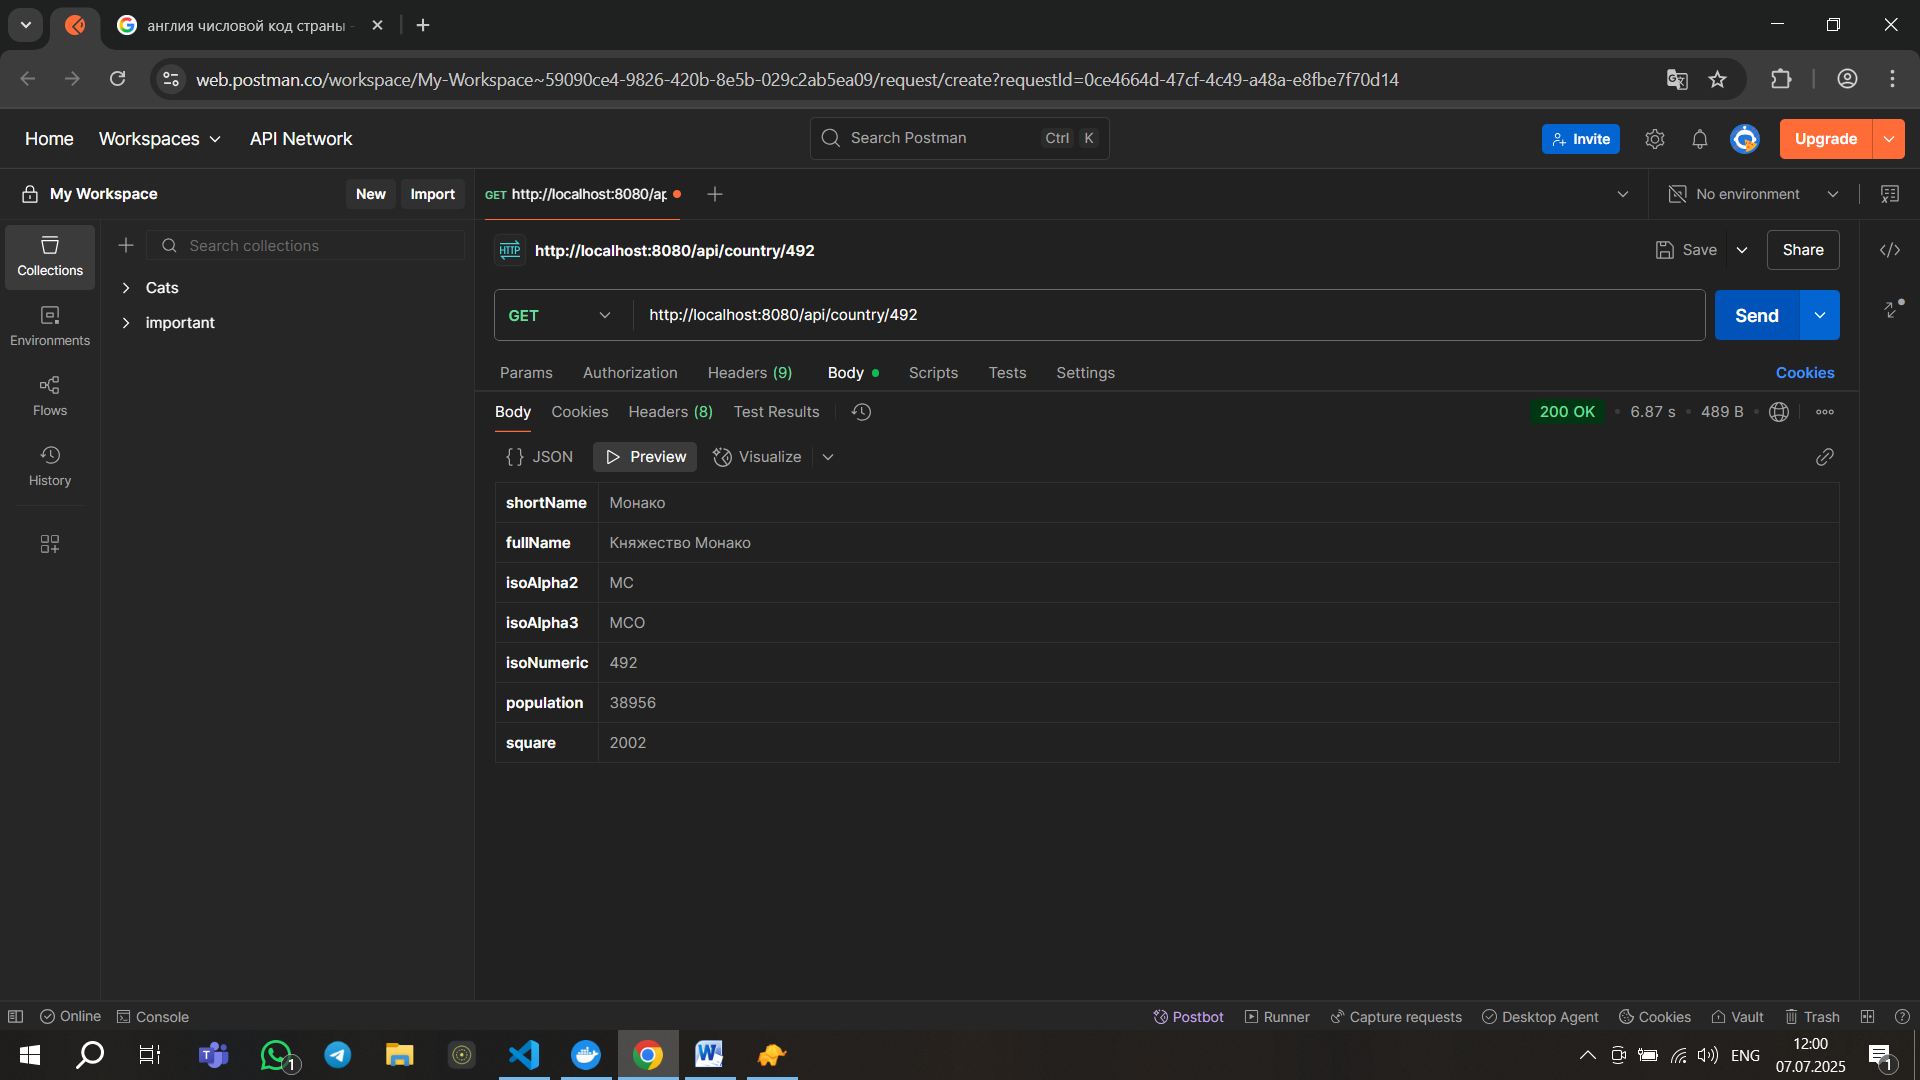 англия числовой код страны -
web.postman.co/workspace/My-Workspace~59090ce4-9826-420b-8e5b-029c2ab5ea09/request/create?requestId=0ce4664d-47cf-4c49-a48a-e8fbe7f70d14
Home Workspaces API Network Search Postman Ctrl K Invite Upgrade
My Workspace New Import GET http://localhost:8080/ap No environment
Search collections HTTP http://localhost:8080/api/country/492 Save Share
Collections
Cats
important
GET http://localhost:8080/api/country/492 Send
Environments
Params Authorization Headers (9) Body Scripts Tests Settings Cookies
Flows
Body Cookies Headers (8) Test Results 200 OK 6.87 s 489 B
{} JSON Preview Visualize
History
shortName Монако
fullName Княжество Монако
isoAlpha2 MC
isoAlpha3 MCO
isoNumeric 492
population 38956
square 2002
Online Console Postbot Runner Capture requests Desktop Agent Cookies Vault Trash
1 ENG 12:00
07.07.2025 1